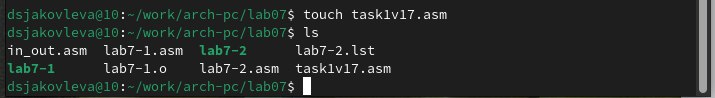 dsjakovleva@10:~/work/arch-pc/lab07$ touch task1v17.asm
dsjakovleva@10:~/work/arch-pc/lab07$ ls
in_out.asm  lab7-1.asm  lab7-2      lab7-2.lst
lab7-1      lab7-1.o    lab7-2.asm  task1v17.asm
dsjakovleva@10:~/work/arch-pc/lab07$